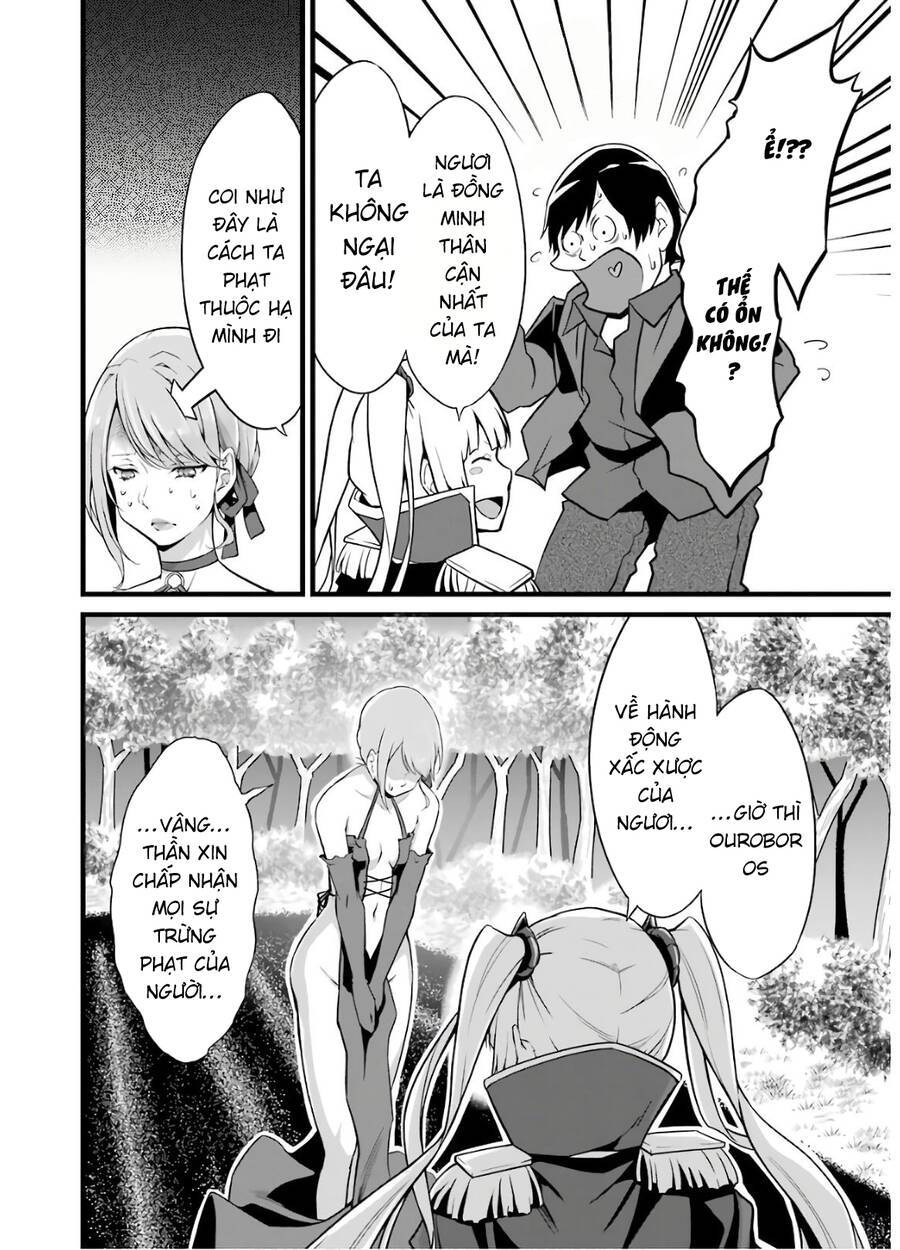 Ể!??
THẾ
CÓ ỔN
KHÔNG!
?
NGƯƠI
LÀ ĐỒNG
MINH
THÂN
CẬN
NHẤT
CỦA TA
MÀ!
TA
KHÔNG
NGẠI
ĐÂU!
COI NHƯ
ĐÂY LÀ
CÁCH TA
PHẠT
THUỘC HẠ
MÌNH ĐI
...GIỜ THÌ
OUROBOR
OS
VỀ HÀNH
ĐỘNG
XẤC XƯỢC
CỦA
NGƯƠI...
...VÂNG...
THẦN XIN
CHẤP NHẬN
MỌI SỰ
TRỪNG
PHẠT CỦA
NGƯỜI...